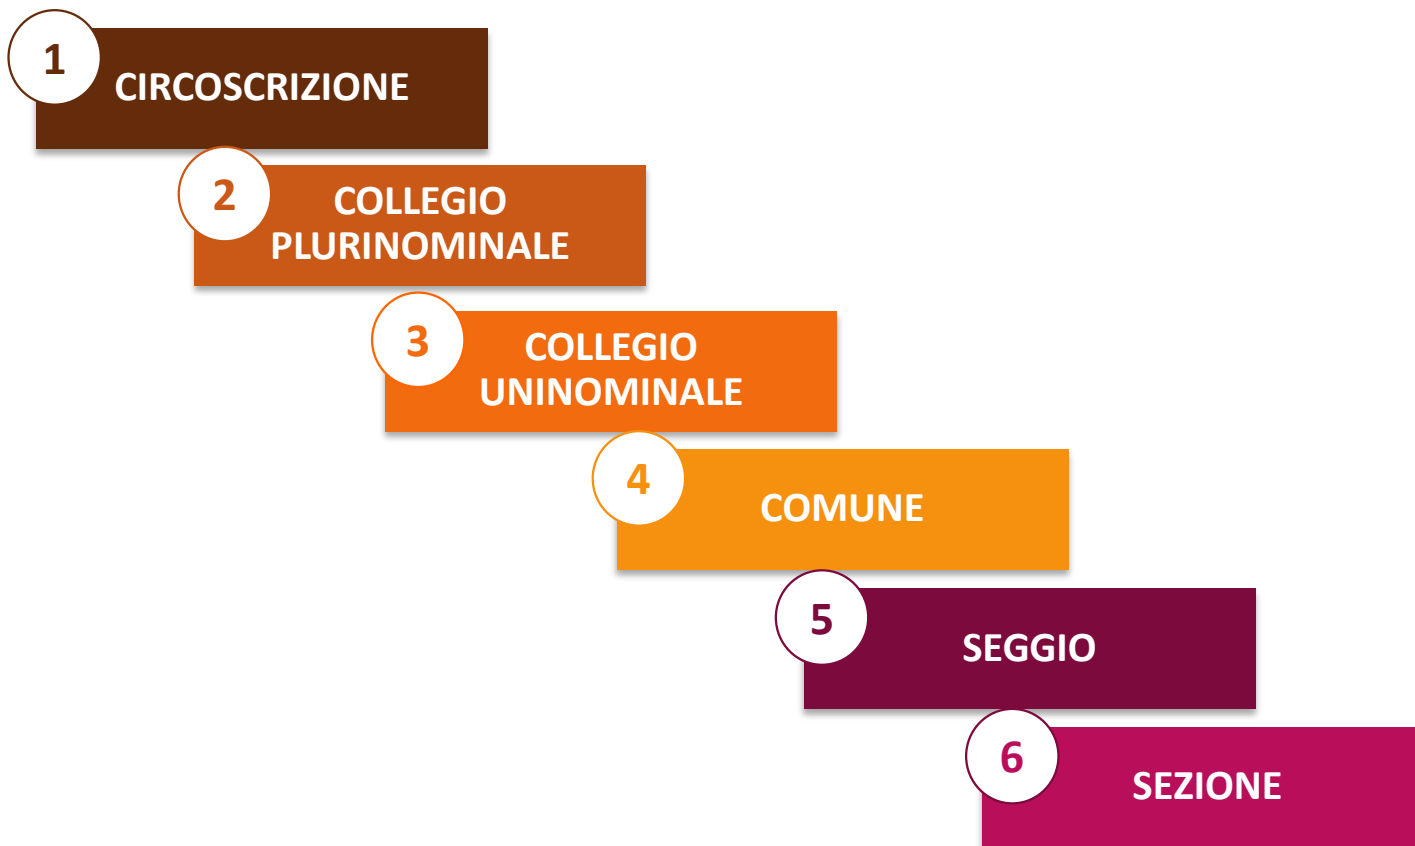 1
CIRCOSCRIZIONE
2
COLLEGIO
PLURINOMINALE
3
COLLEGIO
UNINOMINALE
4
COMUNE
5
SEGGIO
6
SEZIONE